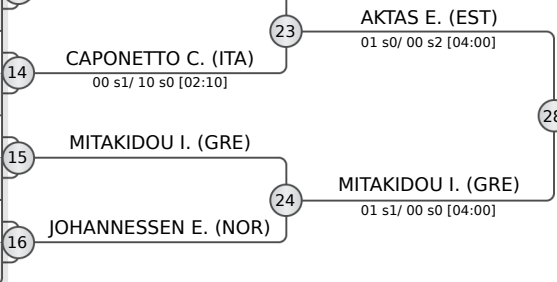 AKTAS E. (EST)
23
01 s0/ 00 s2 [04:00]
CAPONETTO C. (ITA)
14
00 s1/ 10 s0 [02:10]
28
MITAKIDOU I. (GRE)
15
MITAKIDOU I. (GRE)
24
01 s1/ 00 s0 [04:00]
JOHANNESSEN E. (NOR)
16